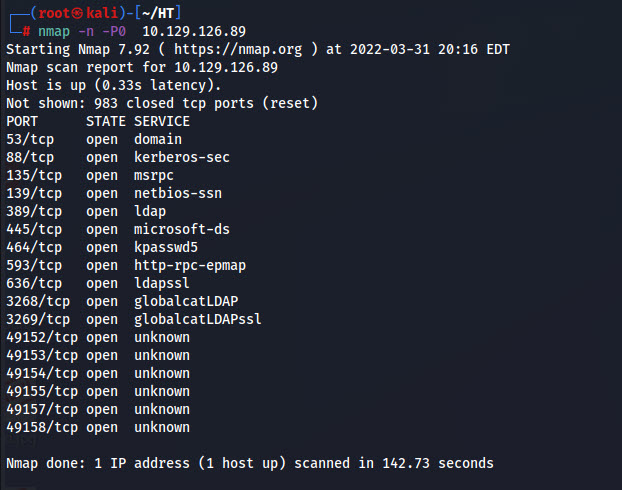 ┌──(root㉿kali)-[~/HT]
└─# nmap -n -P0  10.129.126.89
Starting Nmap 7.92 ( https://nmap.org ) at 2022-03-31 20:16 EDT
Nmap scan report for 10.129.126.89
Host is up (0.33s latency).
Not shown: 983 closed tcp ports (reset)
PORT      STATE SERVICE
53/tcp    open  domain
88/tcp    open  kerberos-sec
135/tcp   open  msrpc
139/tcp   open  netbios-ssn
389/tcp   open  ldap
445/tcp   open  microsoft-ds
464/tcp   open  kpasswd5
593/tcp   open  http-rpc-epmap
636/tcp   open  ldapssl
3268/tcp  open  globalcatLDAP
3269/tcp  open  globalcatLDAPssl
49152/tcp open  unknown
49153/tcp open  unknown
49154/tcp open  unknown
49155/tcp open  unknown
49157/tcp open  unknown
49158/tcp open  unknown
Nmap done: 1 IP address (1 host up) scanned in 142.73 seconds